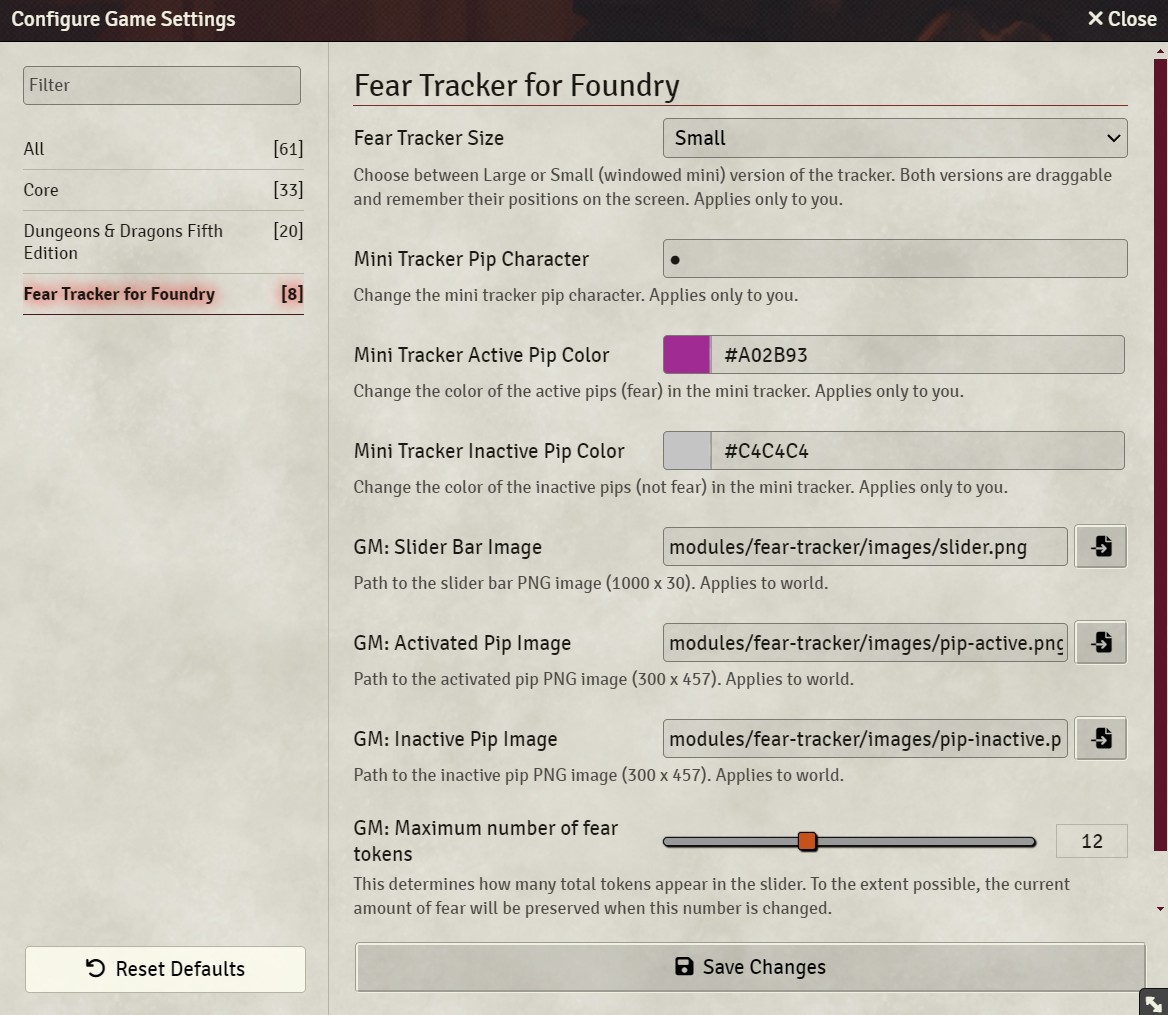 Configure Game Settings
Close
Filter
All [61]
Core [33]
Dungeons & Dragons Fifth [20]
Edition
Fear Tracker for Foundry [8]
Reset Defaults
Fear Tracker for Foundry
Fear Tracker Size
Small
Choose between Large or Small (windowed mini) version of the tracker. Both versions are draggable
and remember their positions on the screen. Applies only to you.
Mini Tracker Pip Character
●
Change the mini tracker pip character. Applies only to you.
Mini Tracker Active Pip Color
#A02B93
Change the color of the active pips (fear) in the mini tracker. Applies only to you.
Mini Tracker Inactive Pip Color
#C4C4C4
Change the color of the inactive pips (not fear) in the mini tracker. Applies only to you.
GM: Slider Bar Image
modules/fear-tracker/images/slider.png
Path to the slider bar PNG image (1000 x 30). Applies to world.
GM: Activated Pip Image
modules/fear-tracker/images/pip-active.png
Path to the activated pip PNG image (300 x 457). Applies to world.
GM: Inactive Pip Image
modules/fear-tracker/images/pip-inactive.p
Path to the inactive pip PNG image (300 x 457). Applies to world.
GM: Maximum number of fear
tokens
12
This determines how many total tokens appear in the slider. To the extent possible, the current
amount of fear will be preserved when this number is changed.
Save Changes